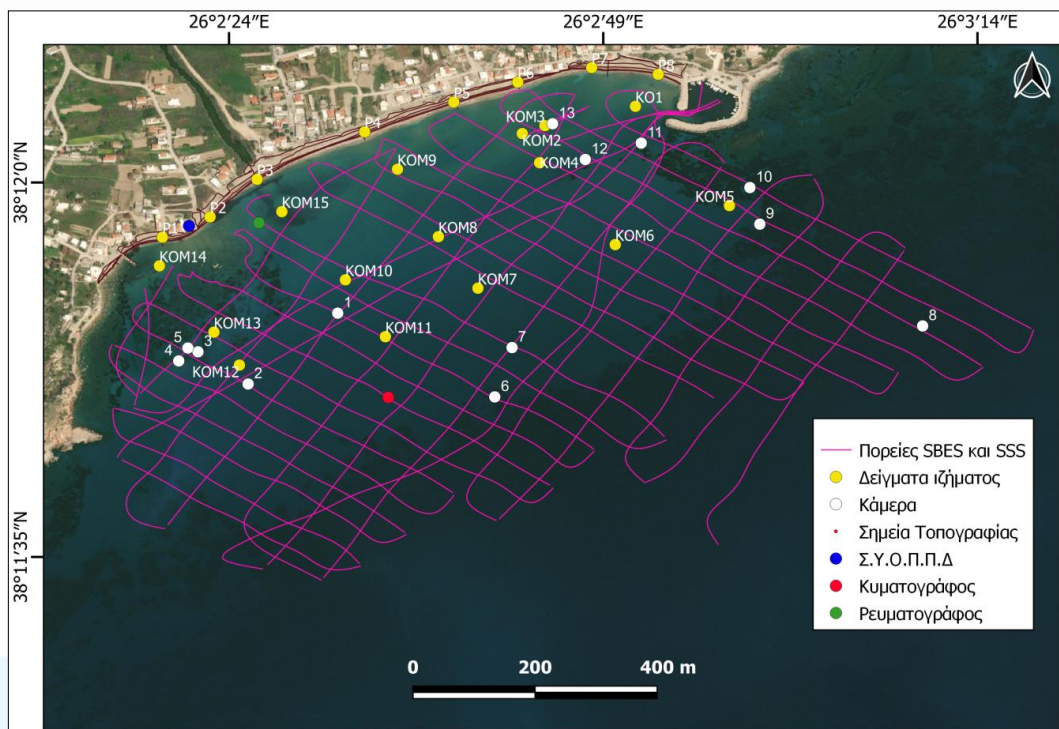 26°2′24″E
26°2′49″E
26°3′14″E
38°12′0″N
38°11′35″N
P8
P7
P6
P5
P4
P3
P2
P1
KO1
KOM3
13
KOM2
11
12
KOM4
KOM9
10
KOM5
9
KOM15
KOM8
KOM6
KOM14
KOM10
KOM7
1
8
KOM13
KOM11
5
3
4
7
KOM12
2
6
Πορείες SBES και SSS
Δείγματα ιζήματος
Κάμερα
Σημεία Τοπογραφίας
Σ.Υ.Ο.Π.Π.Δ
Κυματογράφος
Ρευματογράφος
0 200 400 m